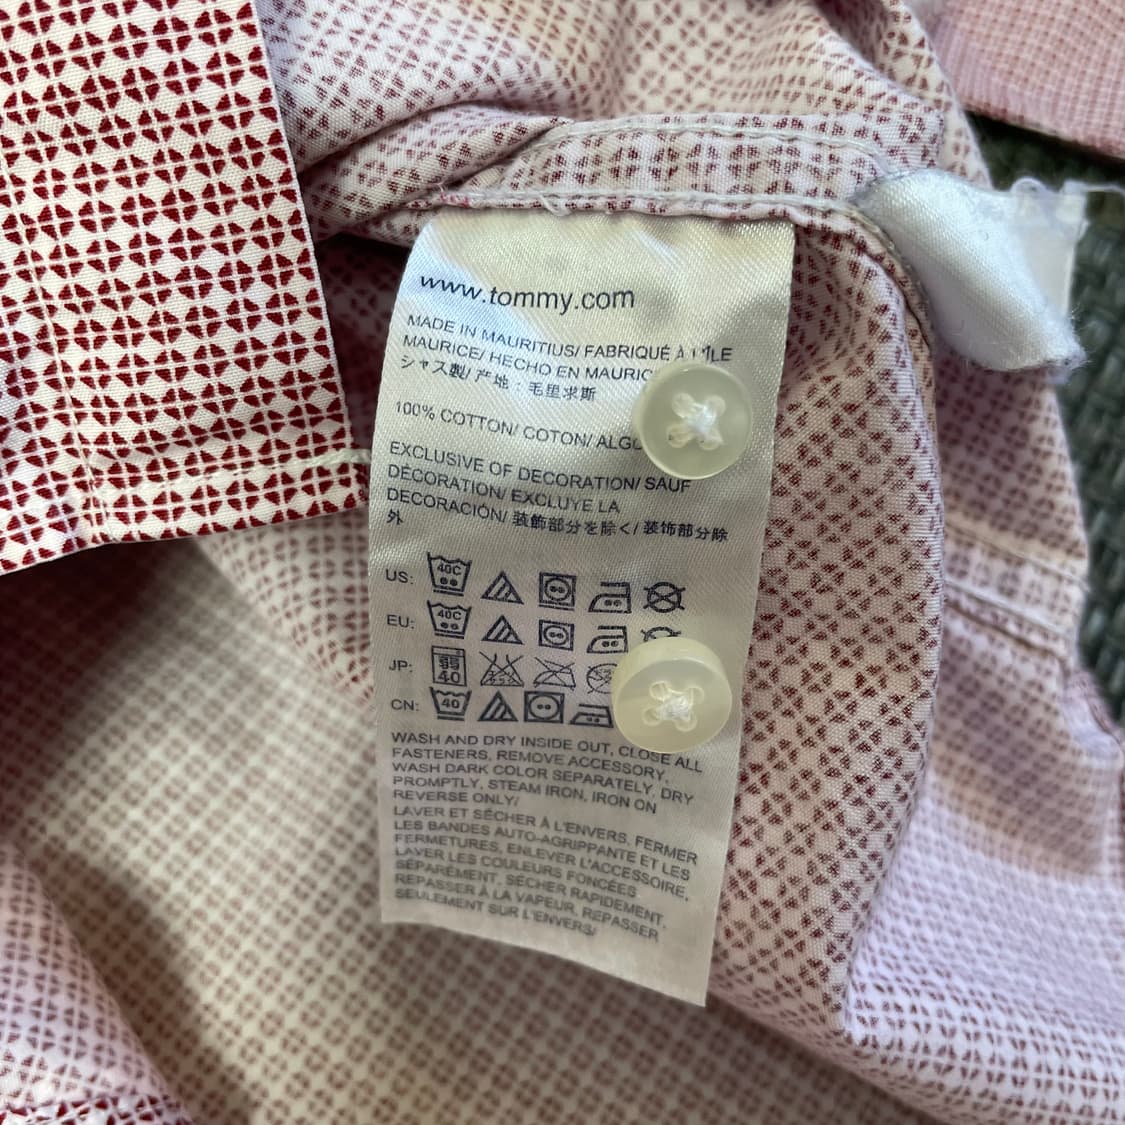 www.tommy.com
MADE IN MAURITIUS/ FABRIQUÉ À L'ÎLE
MAURICE/ HECHO EN
シャス製/ 产地 : 毛里求斯
100% COTTON/ COTON/
EXCLUSIVE OF DECORATION/ SAUF
DÉCORATION/ EXCLUYE LA
DECORACIÓN/ 装飾部分を除く/ 装饰部分除
外
US: 40C
EU: 40C
JP: 40
CN: 40
WASH AND DRY INSIDE OUT, CLOSE ALL
FASTENERS, REMOVE ACCESSORY,
WASH DARK COLOR SEPARATELY, DRY
PROMPTLY, STEAM IRON, IRON ON
REVERSE ONLY/
LAVER ET SÉCHER À L'ENVERS, FERMER
LES BANDES AUTO-AGRIPPANTE ET LES
FERMETURES, ENLEVER L'ACCESSOIRE,
LAVER LES COULEURS FONCÉES
SÉPARÉMENT, SÉCHER RAPIDEMENT,
REPASSER À LA VAPEUR, REPASSER
SEULEMENT SUR L'ENVERS/